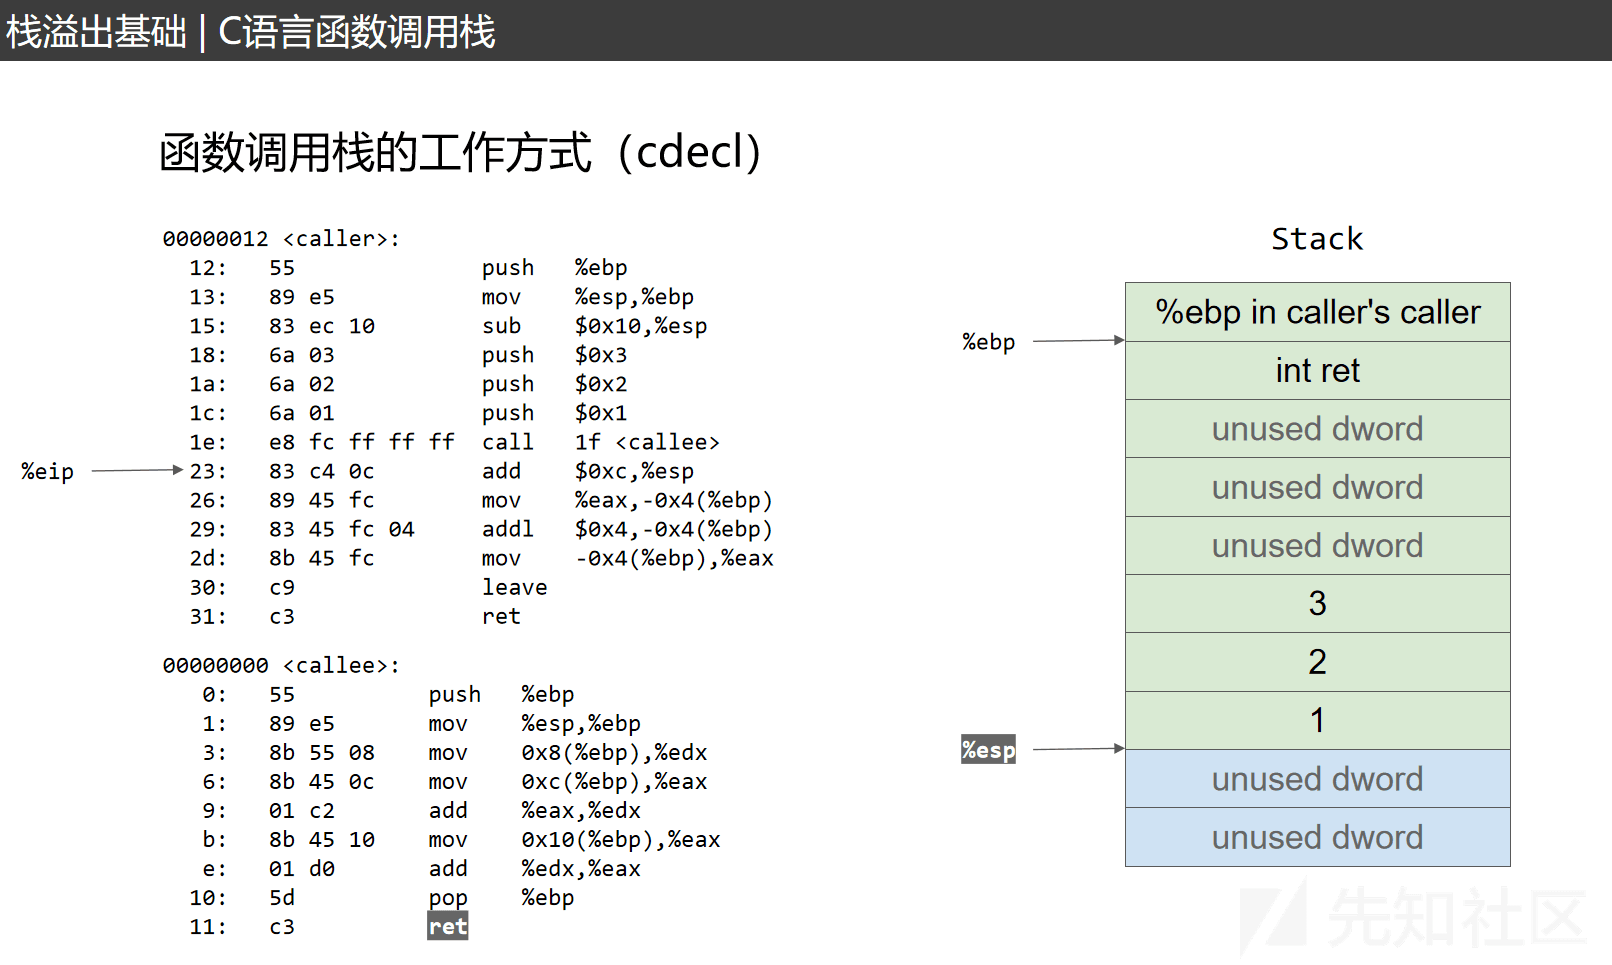 栈溢出基础 | C语言函数调用栈
函数调用栈的工作方式（cdecl）
00000012 <caller>:
12: 55 push %ebp
13: 89 e5 mov %esp,%ebp
15: 83 ec 10 sub $0x10,%esp
18: 6a 03 push $0x3
1a: 6a 02 push $0x2
1c: 6a 01 push $0x1
1e: e8 fc ff ff ff call 1f <callee>
%eip
23: 83 c4 0c add $0xc,%esp
26: 89 45 fc mov %eax,-0x4(%ebp)
29: 83 45 fc 04 addl $0x4,-0x4(%ebp)
2d: 8b 45 fc mov -0x4(%ebp),%eax
30: c9 leave
31: c3 ret
00000000 <callee>:
0: 55 push %ebp
1: 89 e5 mov %esp,%ebp
3: 8b 55 08 mov 0x8(%ebp),%edx
6: 8b 45 0c mov 0xc(%ebp),%eax
9: 01 c2 add %eax,%edx
b: 8b 45 10 mov 0x10(%ebp),%eax
e: 01 d0 add %edx,%eax
10: 5d pop %ebp
11: c3 ret
Stack
%ebp in caller's caller
%ebp
int ret
unused dword
unused dword
unused dword
3
2
1
%esp
unused dword
unused dword
先知社区